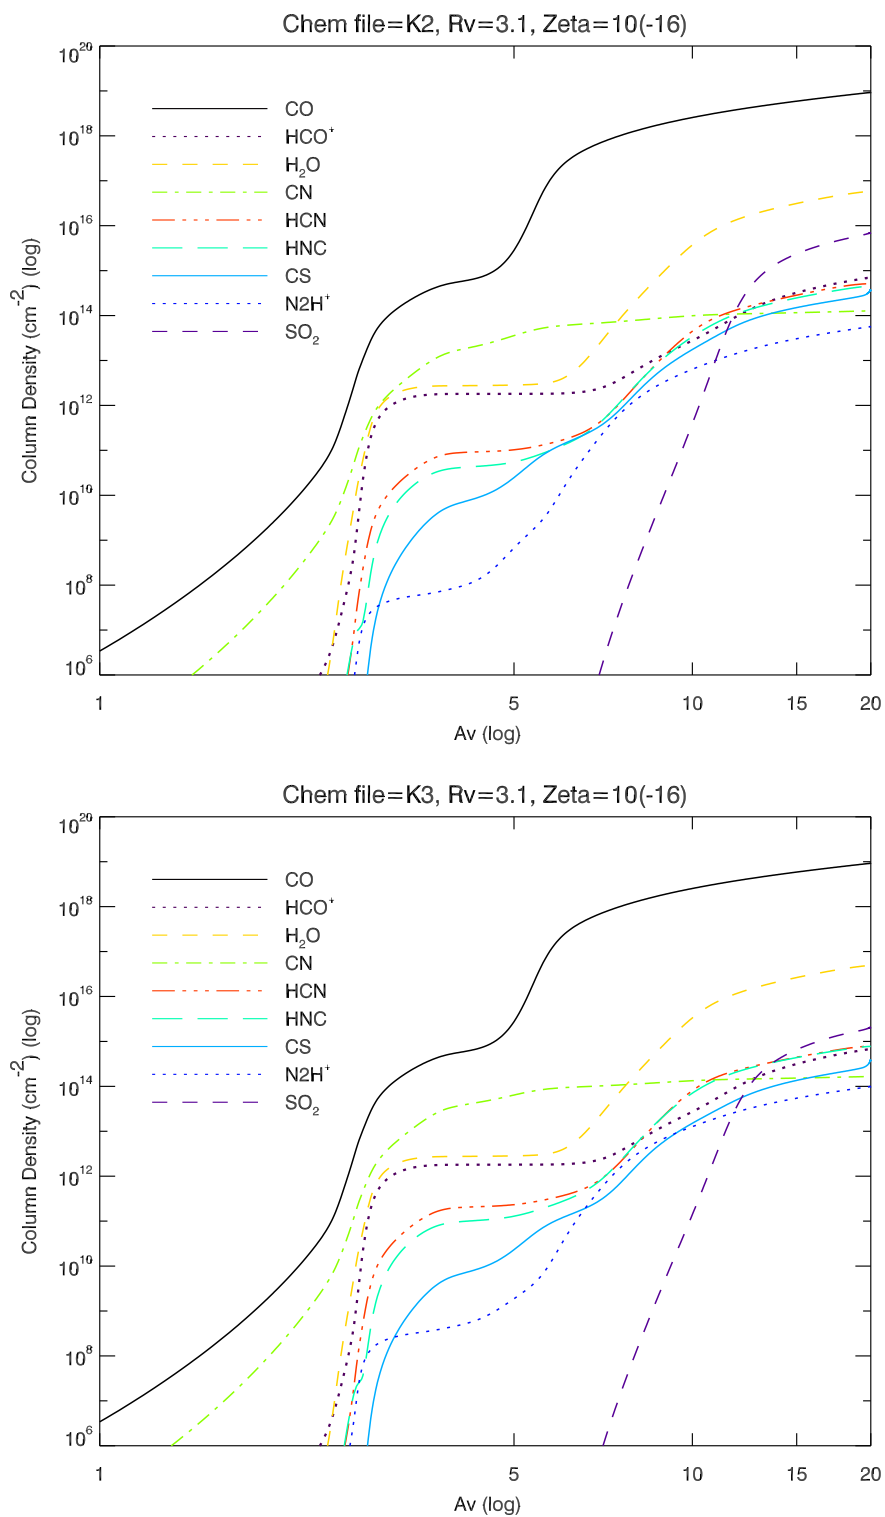 Chem file=K2, Rv=3.1, Zeta=10(-16)
10^20
10^18
10^16
10^14
10^12
10^10
10^8
10^6
Column Density (cm^-2) (log)
CO
HCO^+
H_2O
CN
HCN
HNC
CS
N2H^+
SO_2
1 5 10 15 20
Av (log)
Chem file=K3, Rv=3.1, Zeta=10(-16)
10^20
10^18
10^16
10^14
10^12
10^10
10^8
10^6
Column Density (cm^-2) (log)
CO
HCO^+
H_2O
CN
HCN
HNC
CS
N2H^+
SO_2
1 5 10 15 20
Av (log)